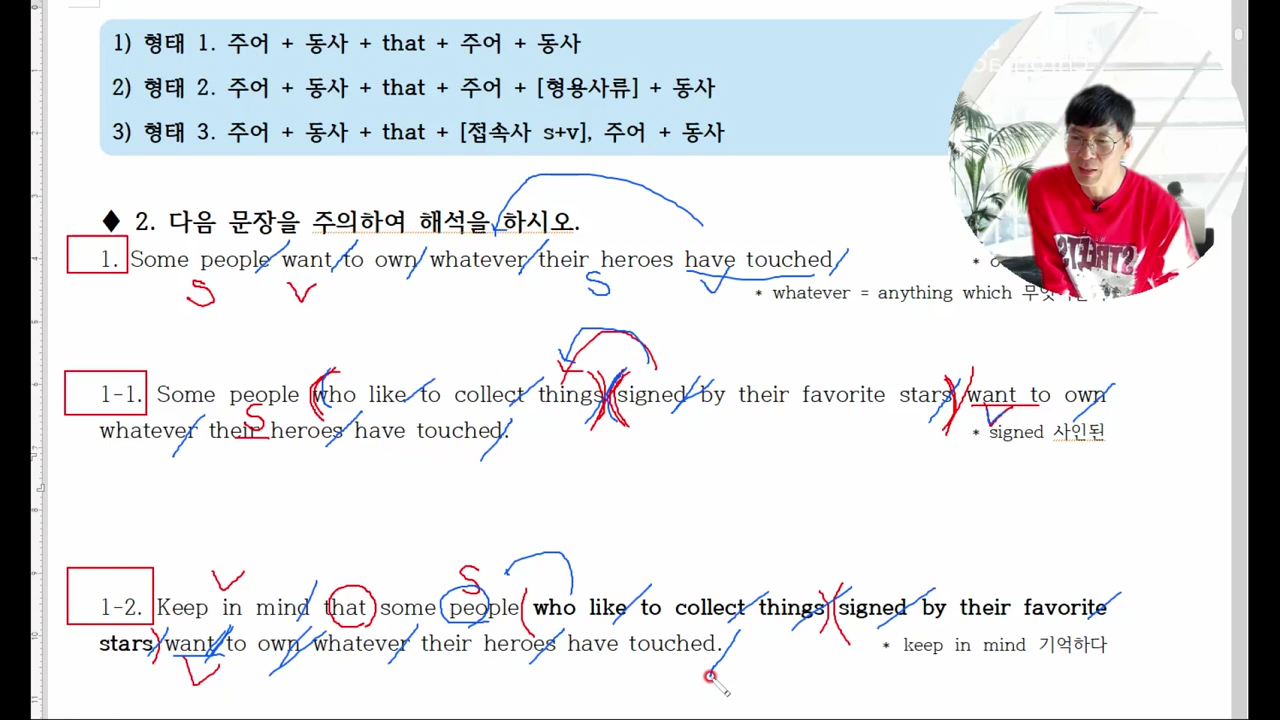 1) 형태 1. 주어 + 동사 + that + 주어 + 동사
2) 형태 2. 주어 + 동사 + that + 주어 + [형용사류] + 동사
3) 형태 3. 주어 + 동사 + that + [접속사 s+v], 주어 + 동사
◆ 2. 다음 문장을 주의하여 해석을 하시오.
1. Some people want to own whatever their heroes have touched.
S V S V
* whatever = anything which
1-1. Some people who like to collect things signed by their favorite stars want to own
S V
whatever their heroes have touched.
* signed 사인된
V S
1-2. Keep in mind that some people who like to collect things signed by their favorite
stars want to own whatever their heroes have touched.
* keep in mind 기억하다
V
STREETS